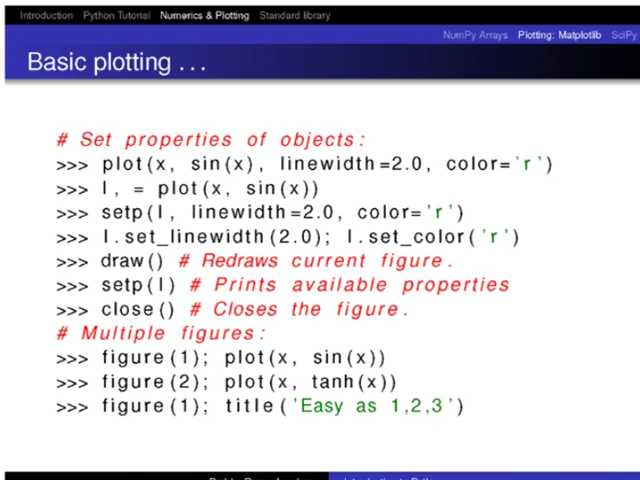 Introduction Python Tutorial Numerics & Plotting Standard library
NumPy Arrays Plotting: Matplotlib SciPy
Basic plotting ...
# Set properties of objects:
>>> plot(x, sin(x), linewidth=2.0, color='r')
>>> l, = plot(x, sin(x))
>>> setp(l, linewidth=2.0, color='r')
>>> l.set_linewidth(2.0); l.set_color('r')
>>> draw() # Redraws current figure.
>>> setp(l) # Prints available properties
>>> close() # Closes the figure.
# Multiple figures:
>>> figure(1); plot(x, sin(x))
>>> figure(2); plot(x, tanh(x))
>>> figure(1); title('Easy as 1,2,3')